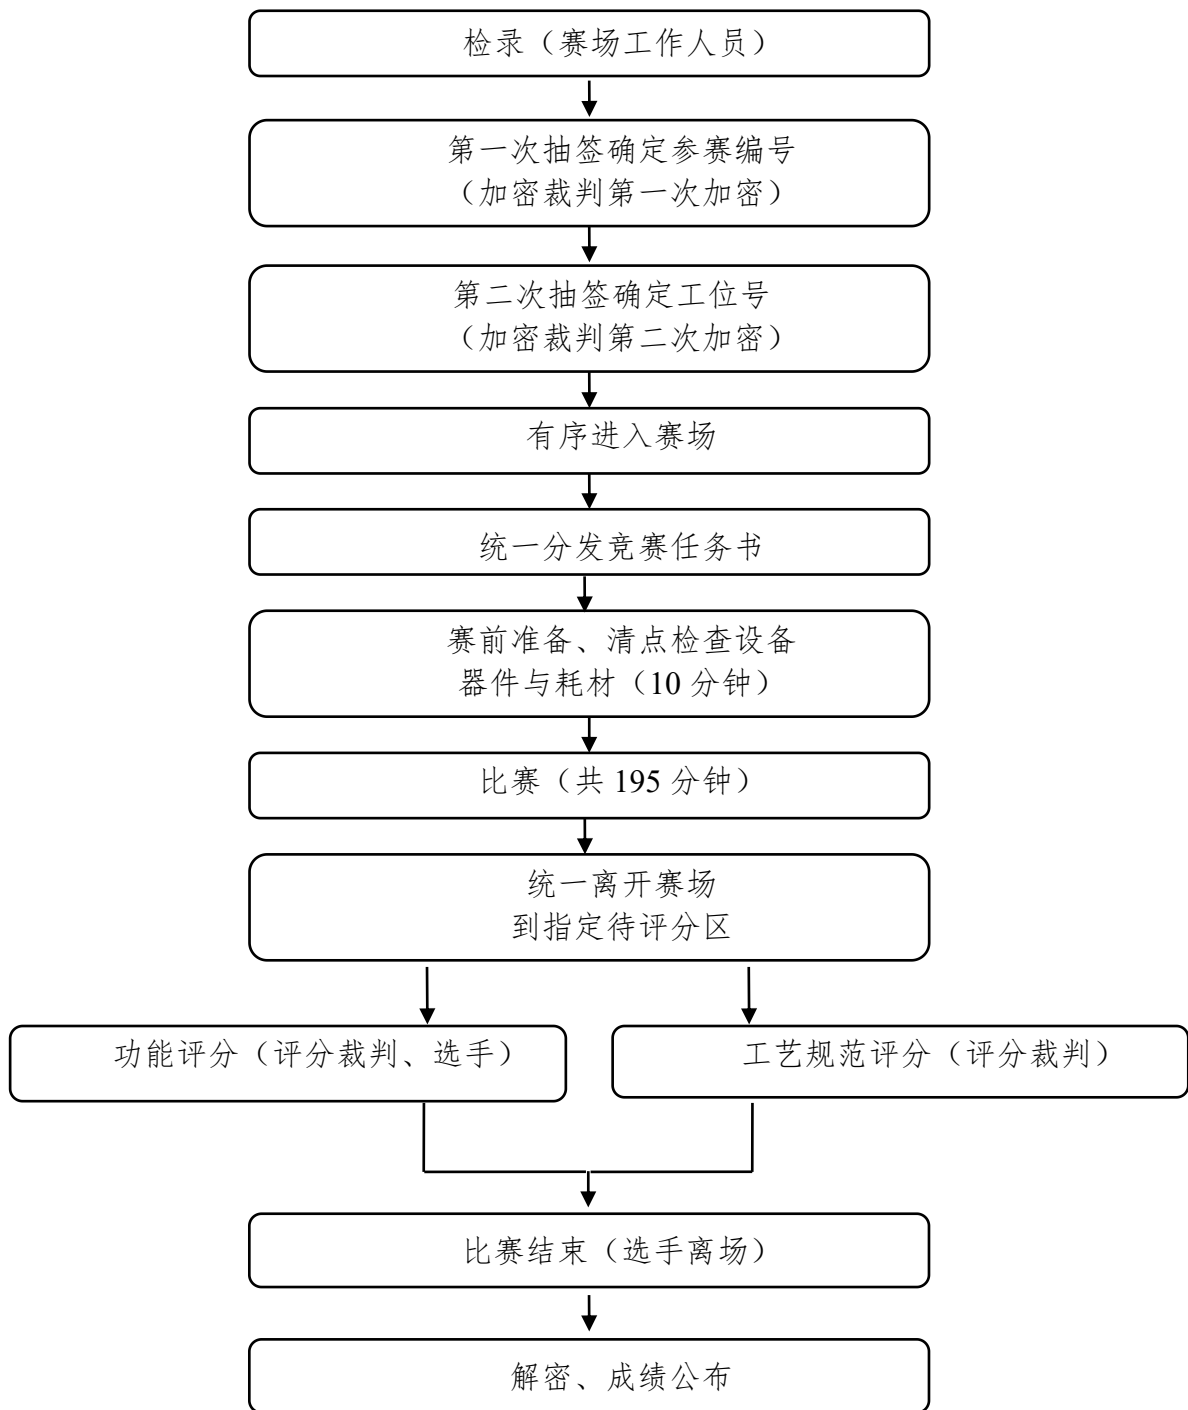 检录（赛场工作人员）
第一次抽签确定参赛编号
（加密裁判第一次加密）
第二次抽签确定工位号
（加密裁判第二次加密）
有序进入赛场
统一分发竞赛任务书
赛前准备、清点检查设备
器件与耗材（10 分钟）
比赛（共 195 分钟）
统一离开赛场
到指定待评分区
功能评分（评分裁判、选手）
工艺规范评分（评分裁判）
比赛结束（选手离场）
解密、成绩公布